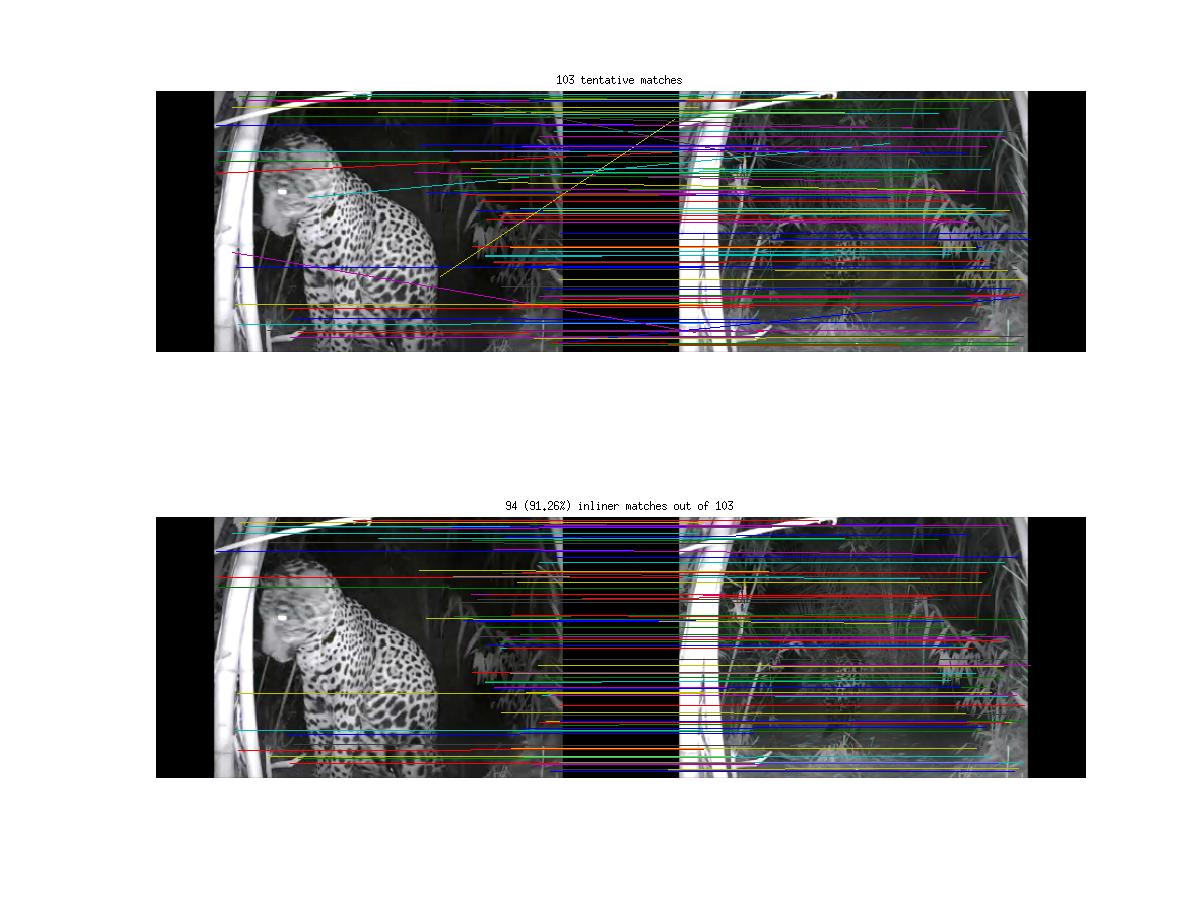 103 tentative matches
94 (91.26%) inliner matches out of 103